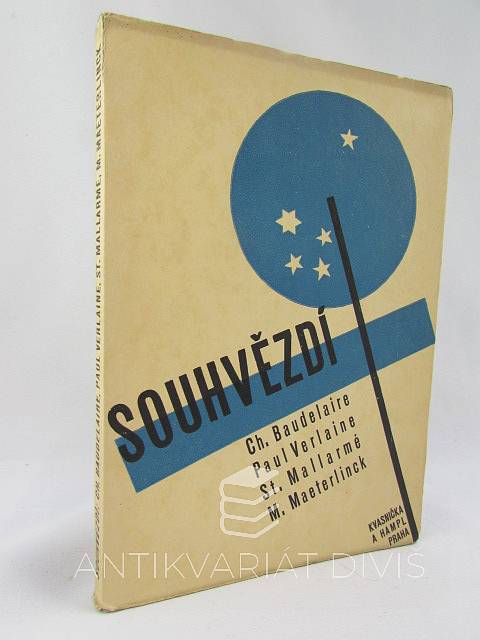 SOUHVĚZDÍ
Ch. Baudelaire
Paul Verlaine
St. Mallarmé
M. Maeterlinck
KVASNIČKA
A HAMPL
PRAHA
CH. BAUDELAIRE, PAUL VERLAINE, ST. MALLARMÉ, M. MAETERLINCK
ANTIKVARIÁT DIVIŠ